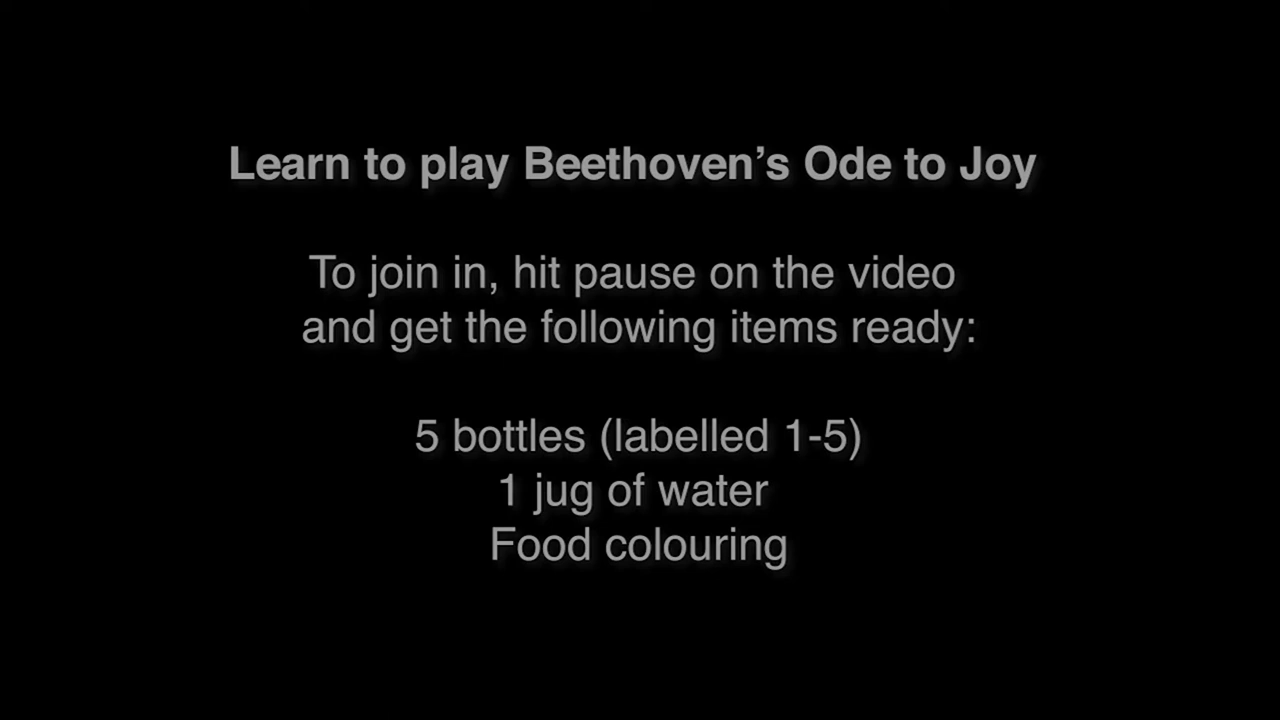 Learn to play Beethoven’s Ode to Joy
To join in, hit pause on the video
and get the following items ready:
5 bottles (labelled 1-5)
1 jug of water
Food colouring